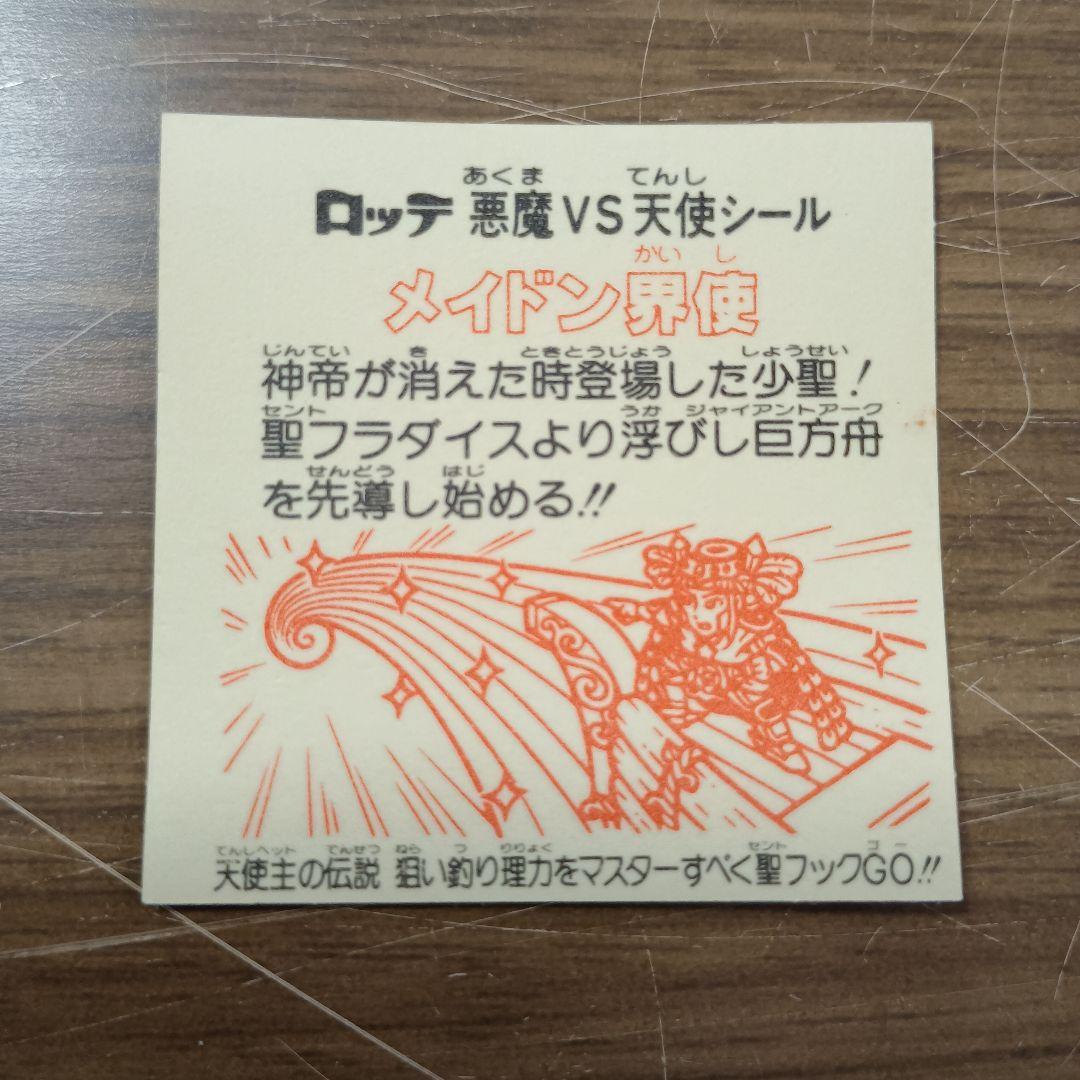 あくま てんし
ロッテ 悪魔VS天使シール
かいし
メイドン界使
じんてい き ときとうじょう しょうせい
神帝が消えた時登場した少聖!
セント うか ジャイアントアーク
聖フラダイスより浮びし巨方舟
せんどう はじ
を先導し始める!!
てんしヘッド でんせつ ねら つ りりょく セント ゴー
天使主の伝説 狙い釣り理力をマスターすべく聖フックGO!!